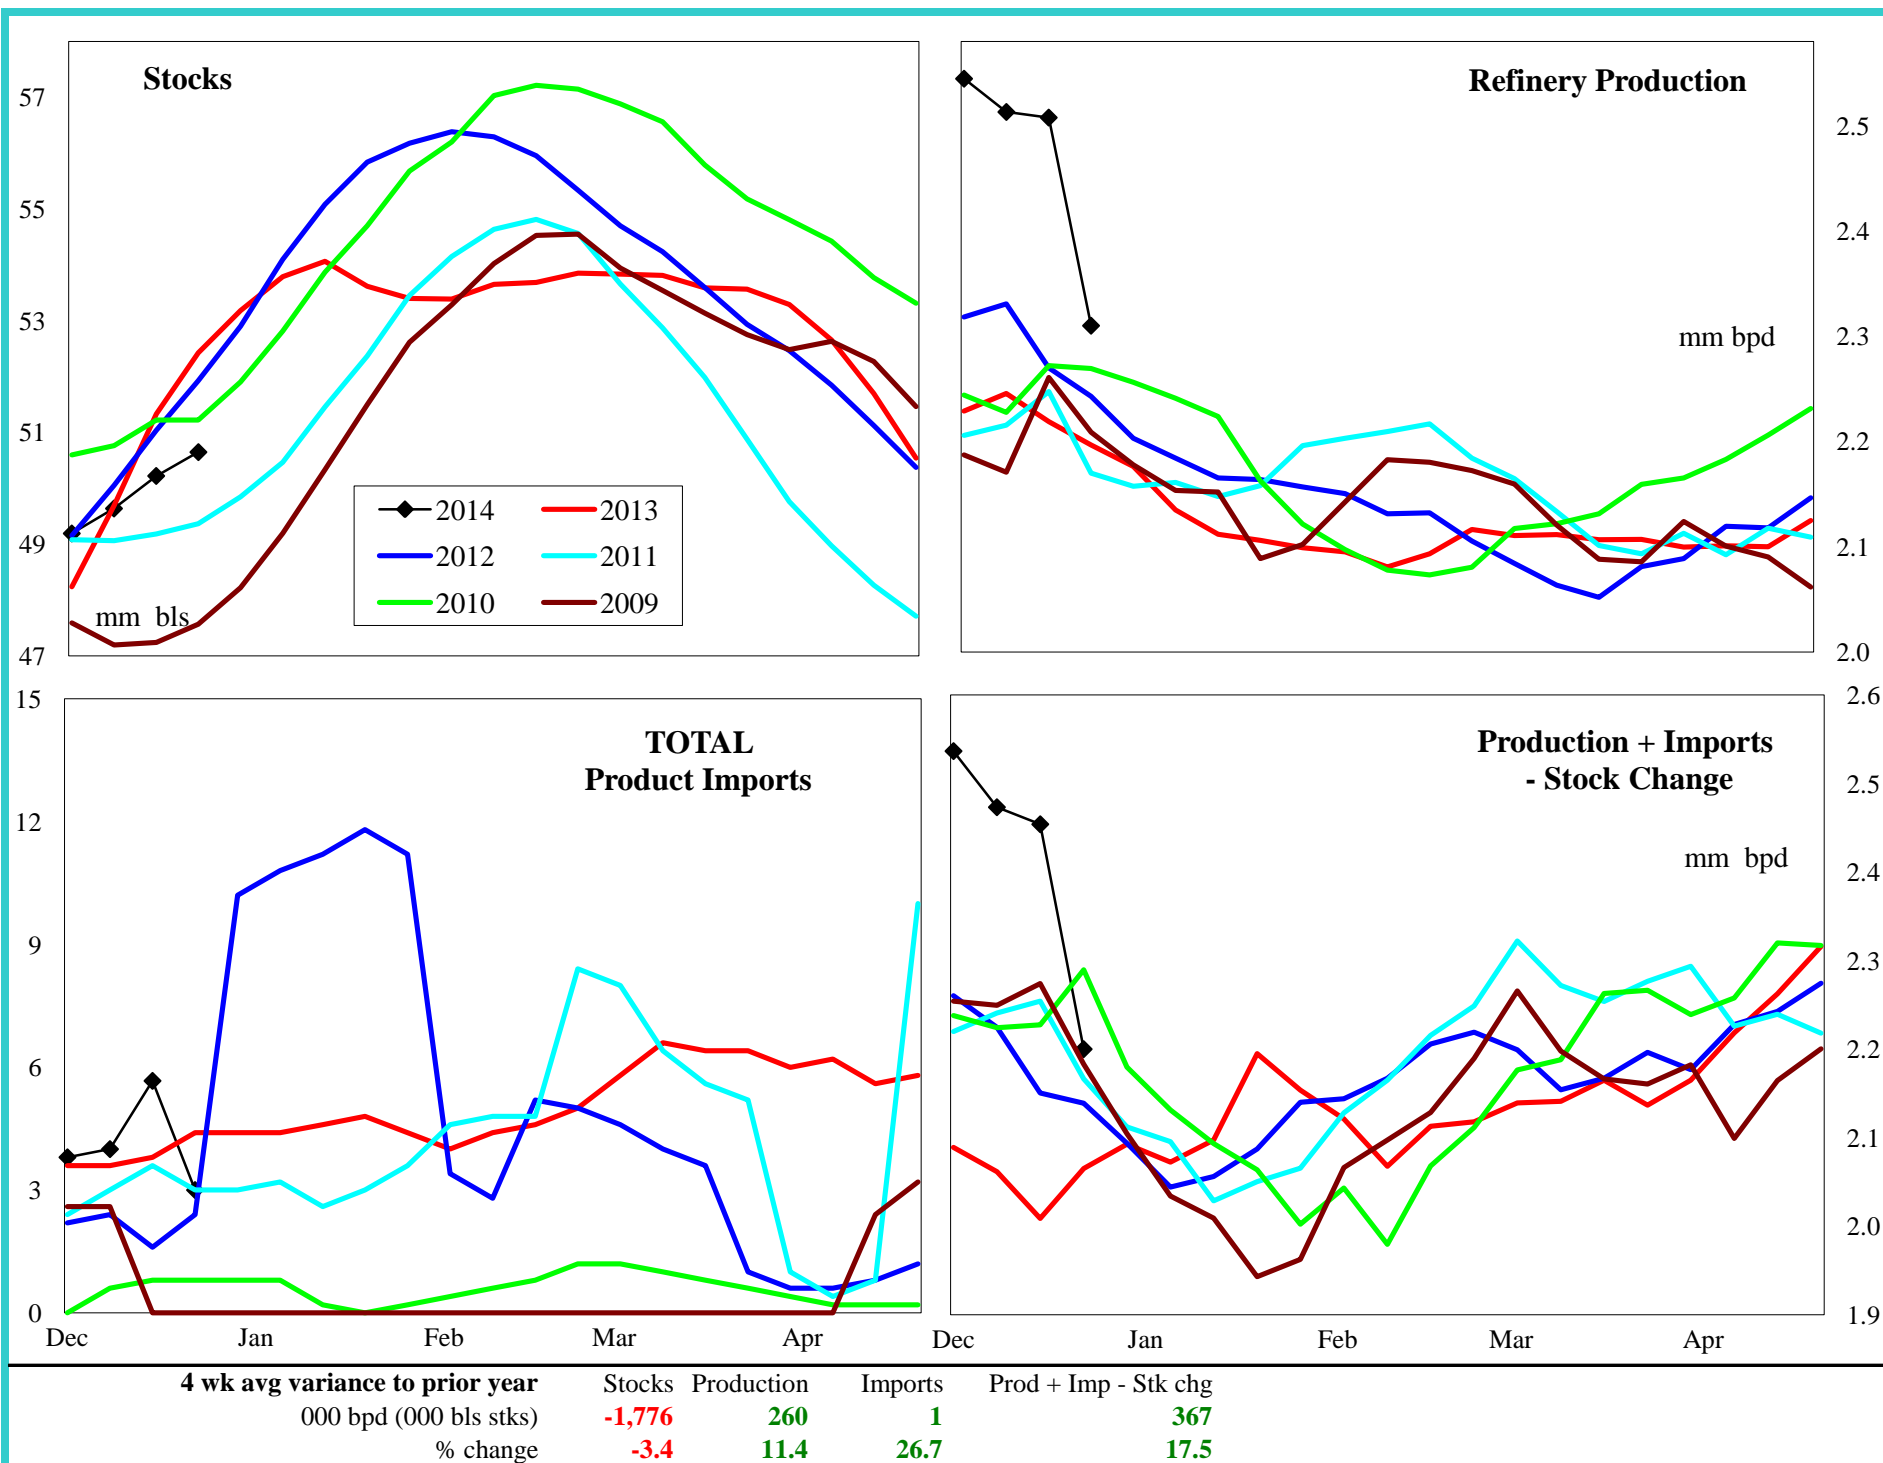 Stocks
57
55
53
51
49
47
mm bls
2014
2013
2012
2011
2010
2009
Refinery Production
2.5
2.4
2.3
2.2
2.1
2.0
mm bpd
TOTAL
Product Imports
15
12
9
6
3
0
Dec Jan Feb Mar Apr
Production + Imports
- Stock Change
mm bpd
2.6
2.5
2.4
2.3
2.2
2.1
2.0
1.9
Dec Jan Feb Mar Apr
4 wk avg variance to prior year Stocks Production Imports Prod + Imp - Stk chg
000 bpd (000 bls stks) -1,776 260 1 367
% change -3.4 11.4 26.7 17.5